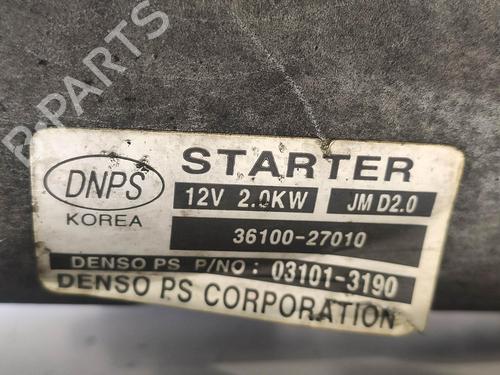 B-PARTS
STARTER
DNPS
12V 2.0KW JM D2.0
KOREA
36100-27010
DENSO PS P/NO : 03101-3190
DENSO PS CORPORATION